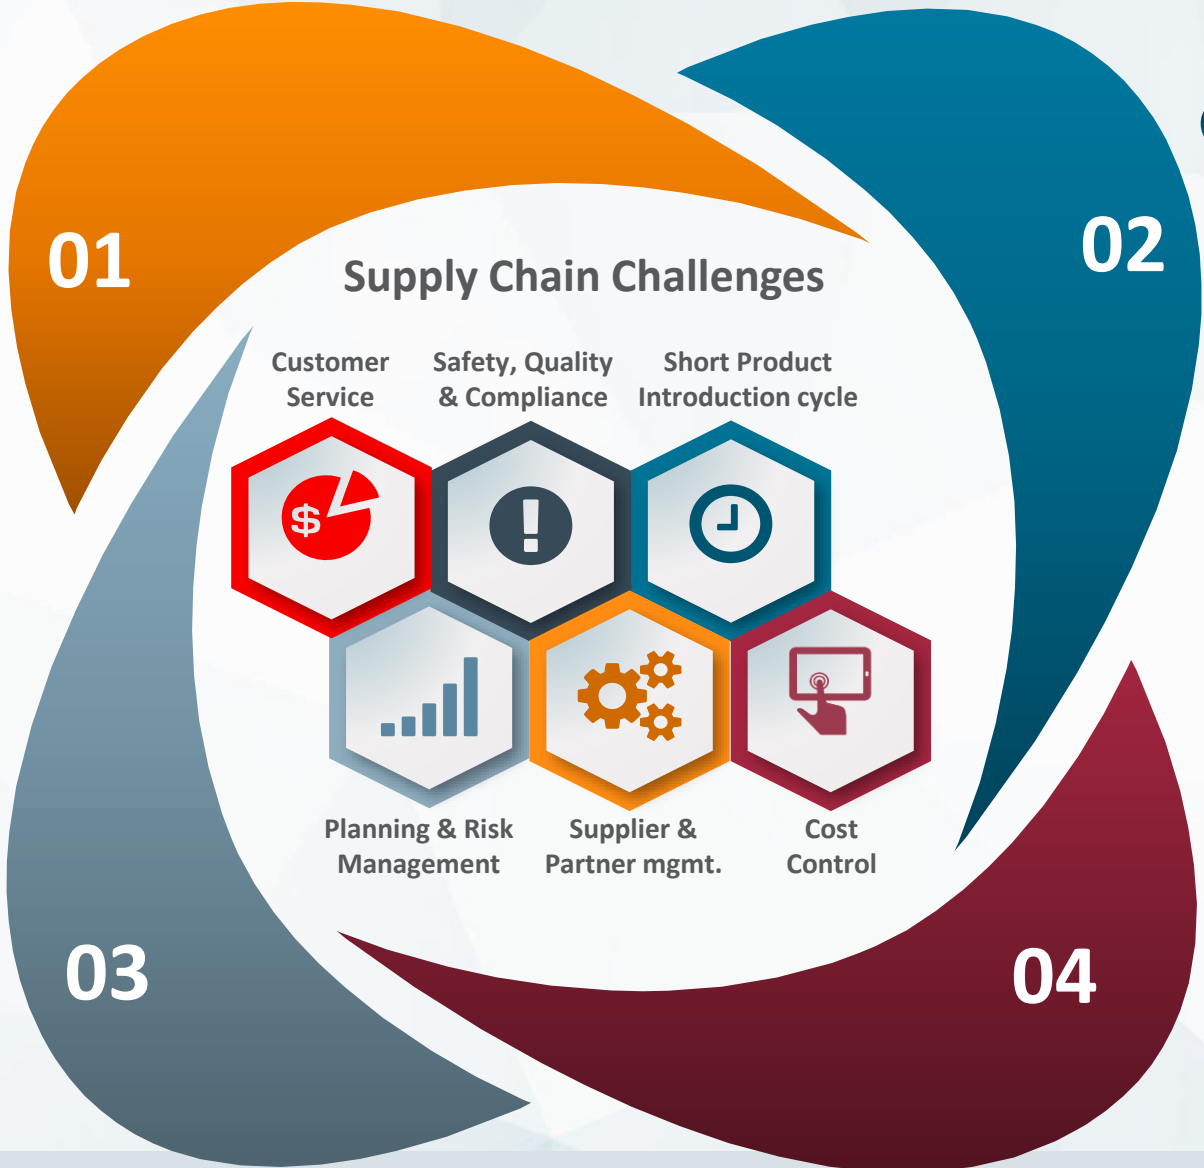 01
02
Supply Chain Challenges
Customer
Service
Safety, Quality
& Compliance
Short Product
Introduction cycle
$
!
Planning & Risk
Management
Supplier &
Partner mgmt.
Cost
Control
03
04